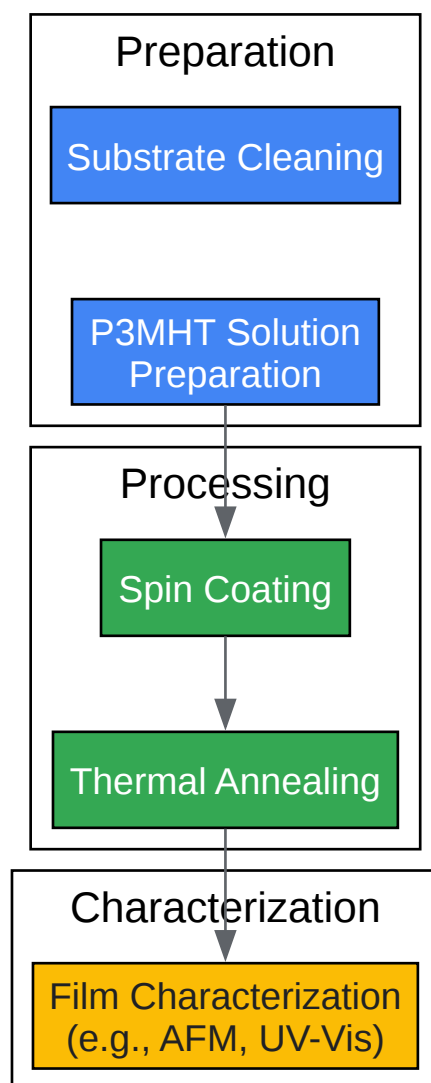 Preparation
Substrate Cleaning
P3MHT Solution
Preparation
Processing
Spin Coating
Thermal Annealing
Characterization
Film Characterization
(e.g., AFM, UV-Vis)